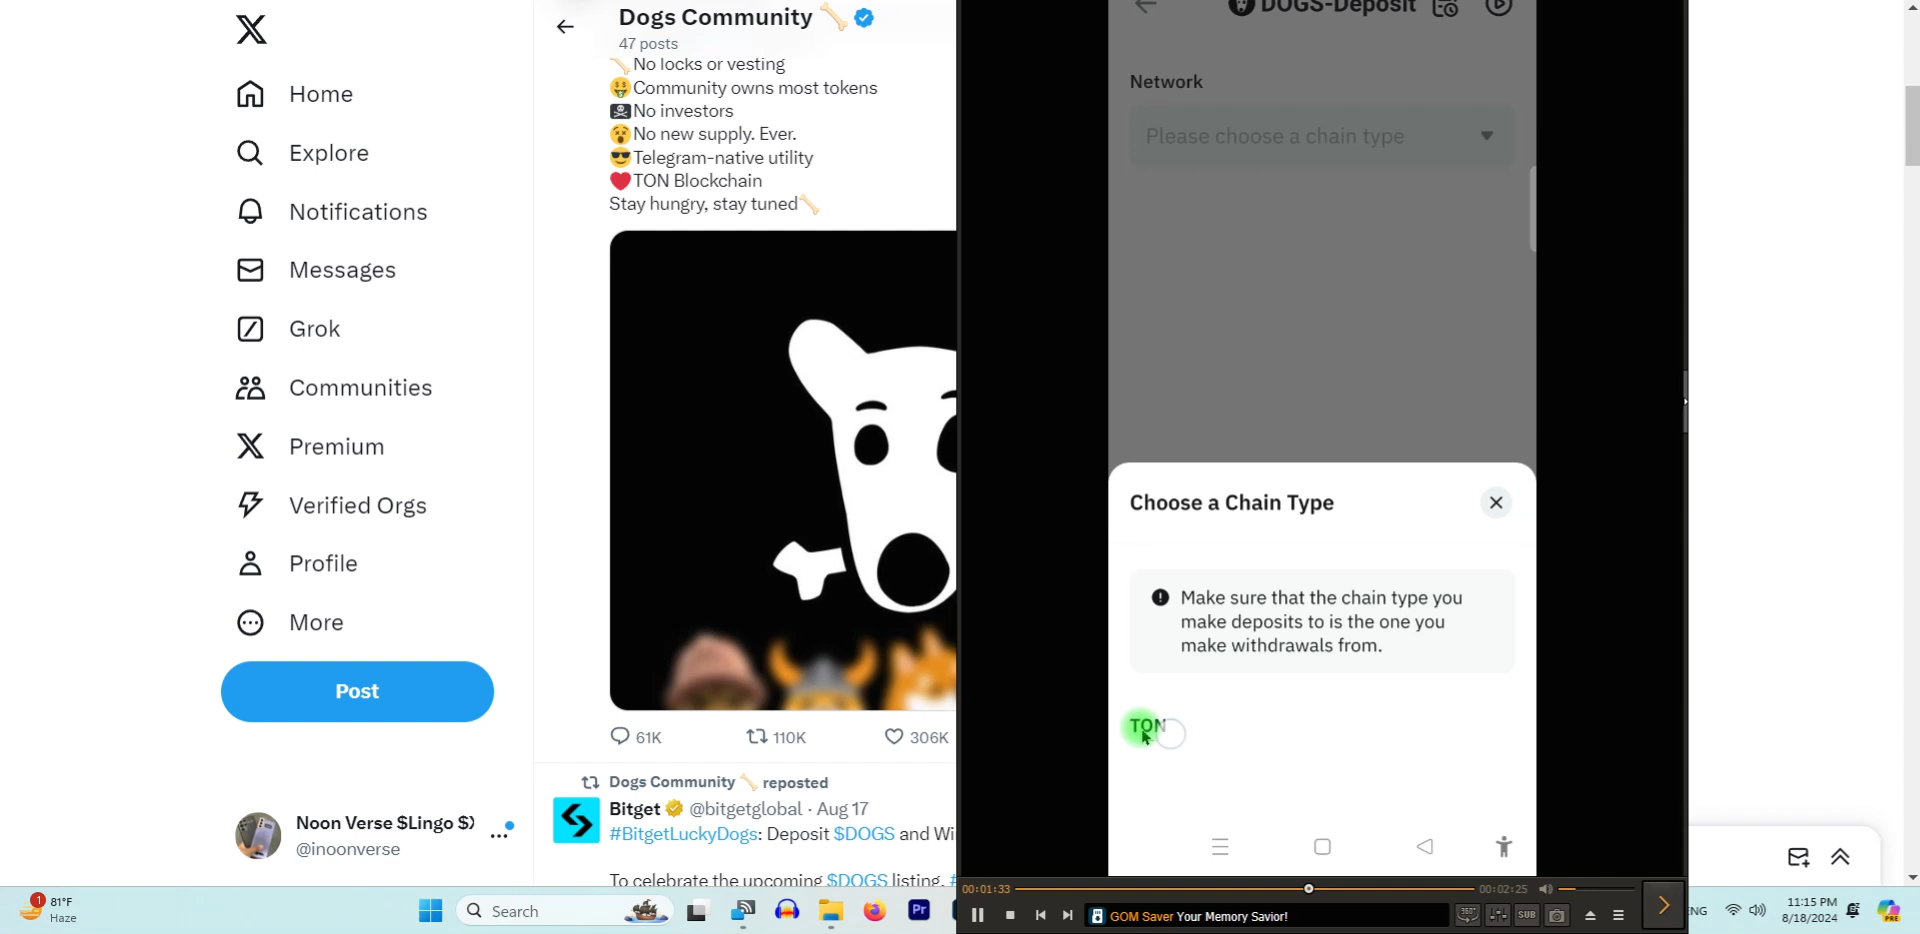 Home
Explore
Notifications
Messages
Grok
Communities
Premium
Verified Orgs
Profile
More
Post
Noon Verse $Lingo $)
@inoonverse
Dogs Community
47 posts
No locks or vesting
Community owns most tokens
No investors
No new supply. Ever.
Telegram-native utility
TON Blockchain
Stay hungry, stay tuned
61K
110K
306K
Dogs Community reposted
Bitget @bitgetglobal · Aug 17
#BitgetLuckyDogs: Deposit $DOGS and Wi
To celebrate the upcoming $DOGS listing, #
DOGS-Deposit
Network
Please choose a chain type
Choose a Chain Type
Make sure that the chain type you
make deposits to is the one you
make withdrawals from.
TON
00:01:33
00:02:25
GOM Saver Your Memory Savior!
360°
SUB
1
81°F
Haze
Search
Pr
NG
11:15 PM
8/18/2024
PRE